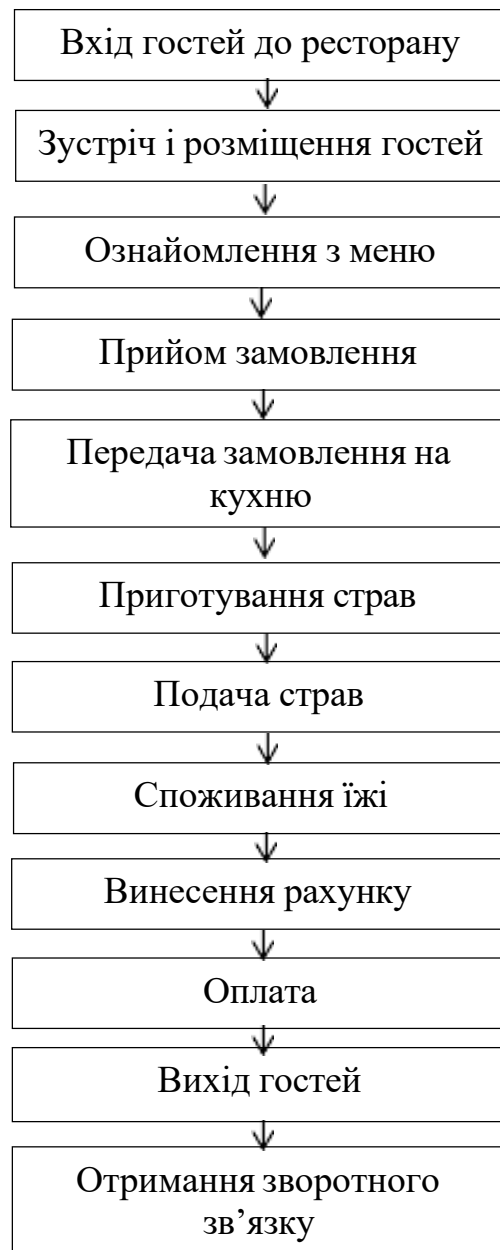 Вхід гостей до ресторану
Зустріч і розміщення гостей
Ознайомлення з меню
Прийом замовлення
Передача замовлення на
кухню
Приготування страв
Подача страв
Споживання їжі
Винесення рахунку
Оплата
Вихід гостей
Отримання зворотного
зв’язку